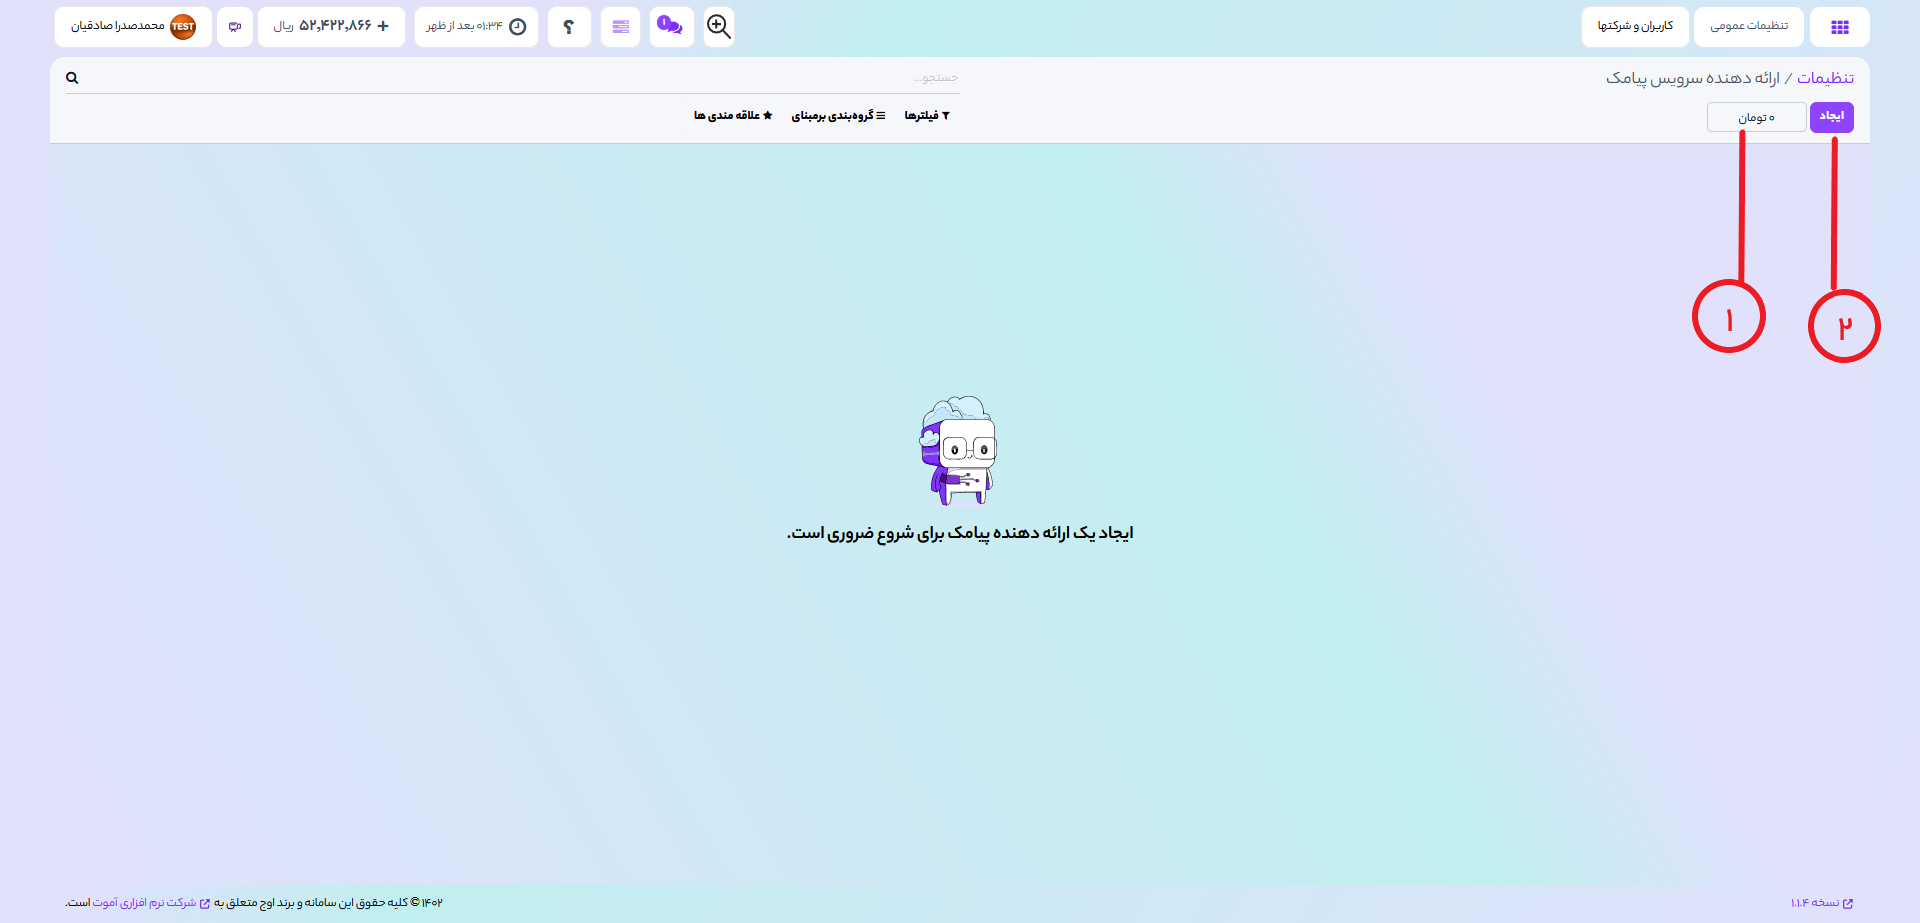 تنظیمات عمومی
کاربران و شرکتها
۱
؟
۰۱:۳۴ بعد از ظهر
+ ۵۲,۴۲۲,۸۶۶ ریال
TEST محمدصدرا صادقیان
تنظیمات / ارائه دهنده سرویس پیامک
جستجو...
ایجاد
۰ تومان
فیلترها
گروه‌بندی برمبنای
علاقه مندی ها
۱
۲
ایجاد یک ارائه دهنده پیامک برای شروع ضروری است.
نسخه ۱.۱.۴
۱۴۰۲ © کلیه حقوق این سامانه و برند اوج متعلق به شرکت نرم افزاری آموت است.